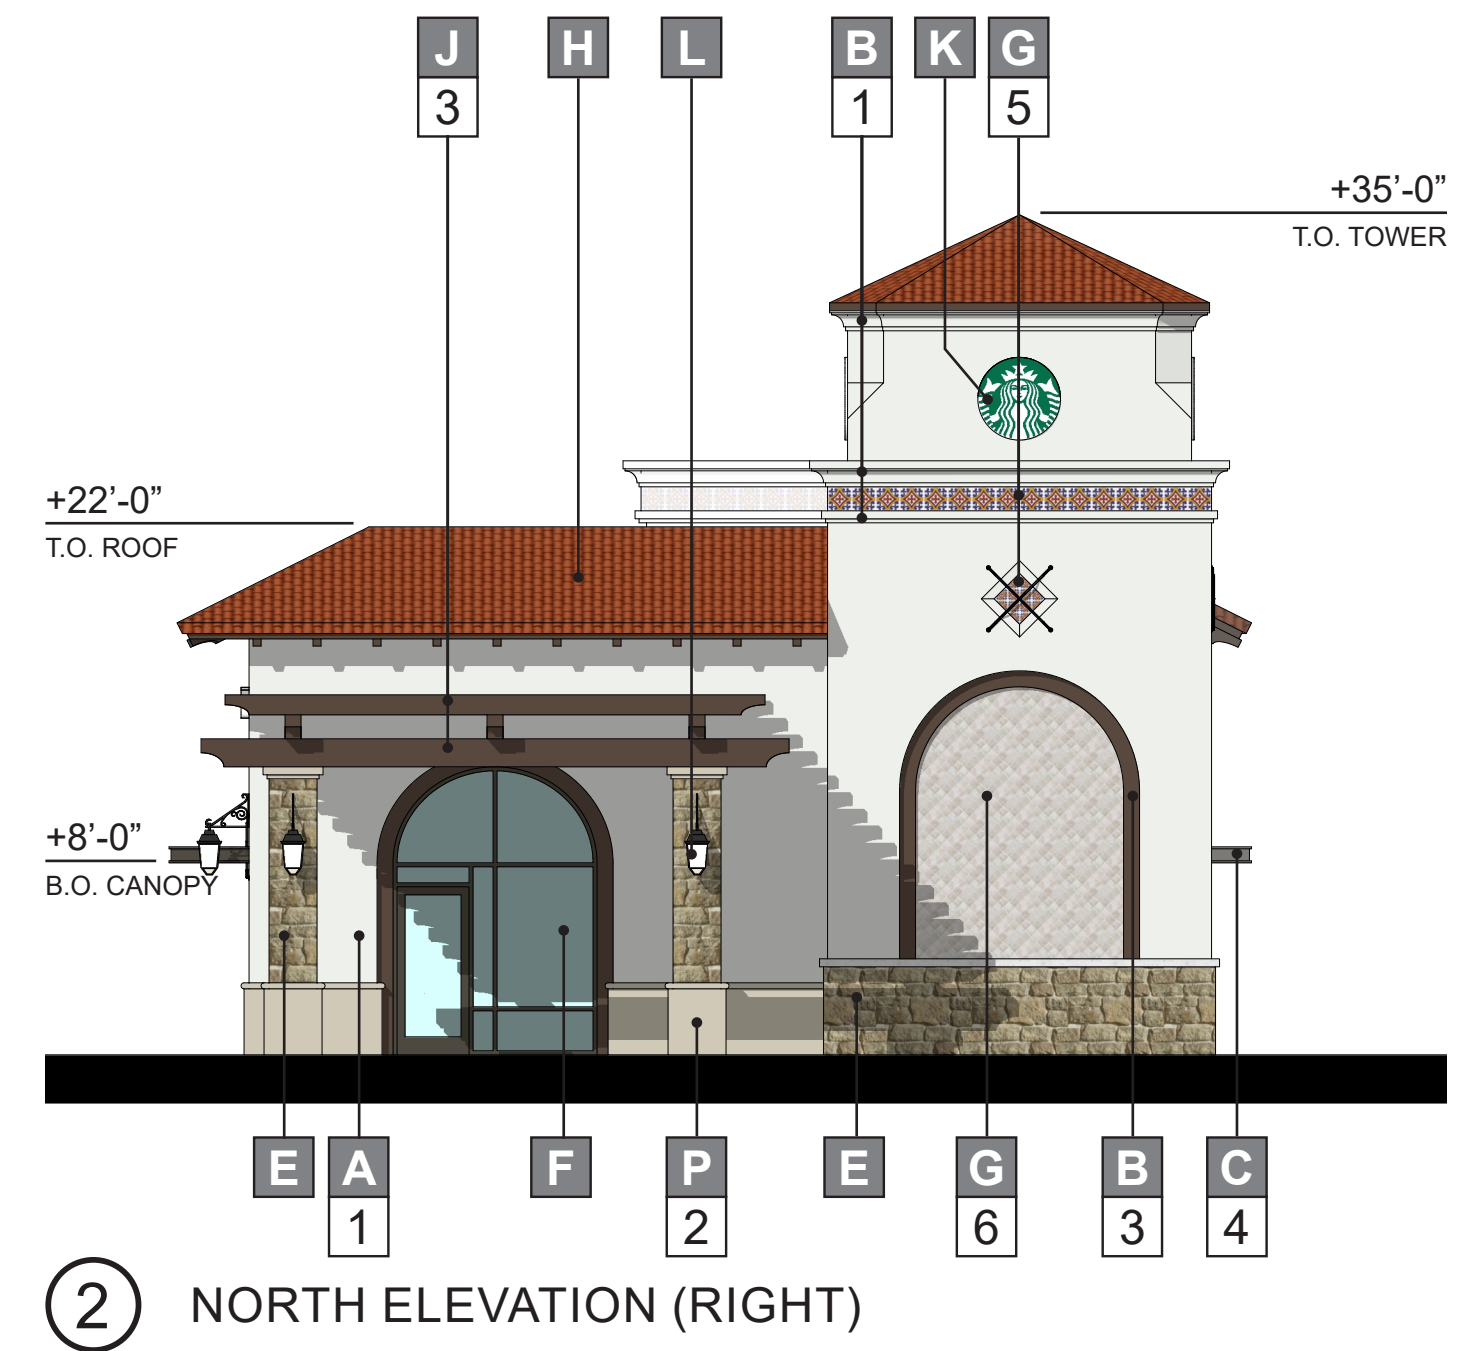 J H L B K G
3 1 5
+35’-0”
T.O. TOWER
+22’-0”
T.O. ROOF
+8’-0”
B.O. CANOPY
E A F P E G B C
1 2 6 3 4
2 NORTH ELEVATION (RIGHT)